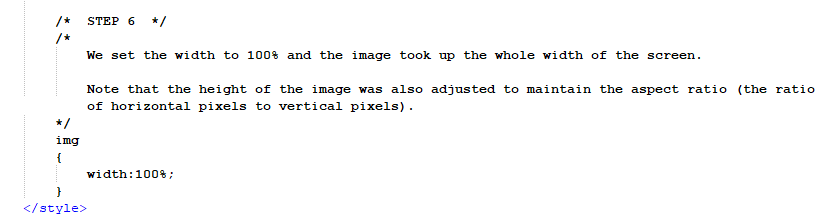 /*  STEP 6  */
/*
We set the width to 100% and the image took up the whole width of the screen.
Note that the height of the image was also adjusted to maintain the aspect ratio (the ratio
of horizontal pixels to vertical pixels).
*/
img
{
width:100%;
}
</style>